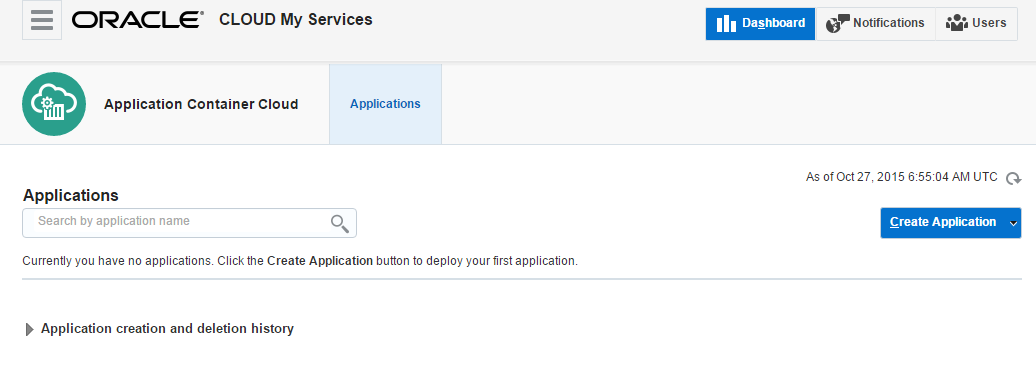 ORACLE® CLOUD My Services Dashboard Notifications Users
Application Container Cloud Applications
As of Oct 27, 2015 6:55:04 AM UTC
Applications
Search by application name
Create Application
Currently you have no applications. Click the Create Application button to deploy your first application.
Application creation and deletion history